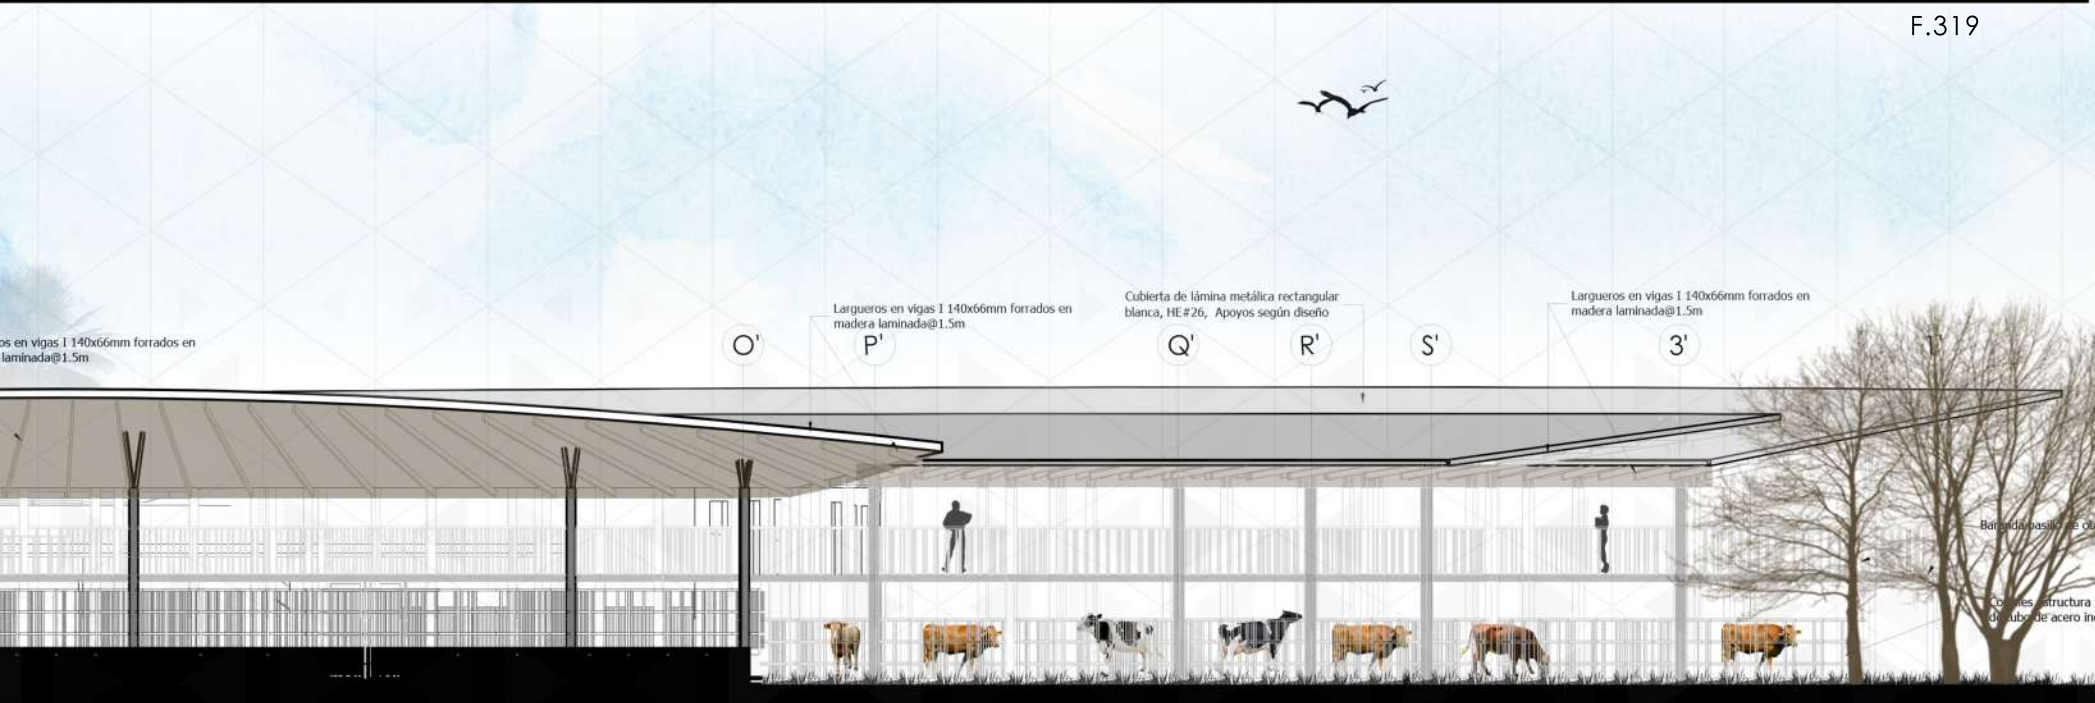 F.319
Largueros en vigas I 140x66mm forrados en
madera laminada@1.5m
Cubierta de lámina metálica rectangular
blanca, HE#26, Apoyos según diseño
Largueros en vigas I 140x66mm forrados en
madera laminada@1.5m
os en vigas I 140x66mm forrados en
laminada@1.5m
O'
P'
Q'
R'
S'
3'
de acero